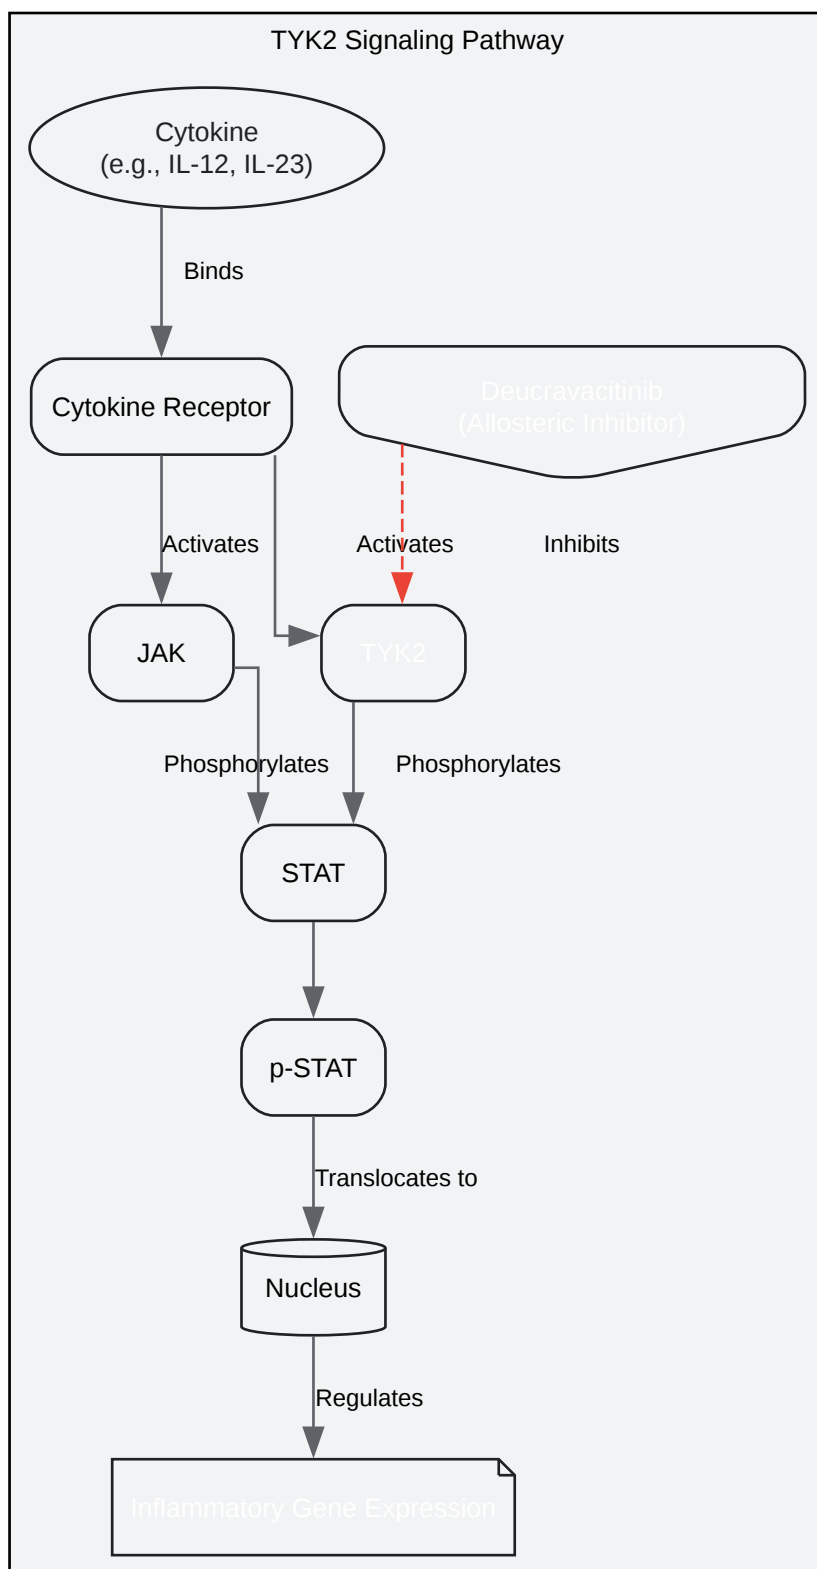 TYK2 Signaling Pathway
Cytokine
(e.g., IL-12, IL-23)
Binds
Cytokine Receptor
Deucravacitinib
(Allosteric Inhibitor)
Activates
Activates
Inhibits
JAK
TYK2
Phosphorylates
Phosphorylates
STAT
p-STAT
Translocates to
Nucleus
Regulates
Inflammatory Gene Expression